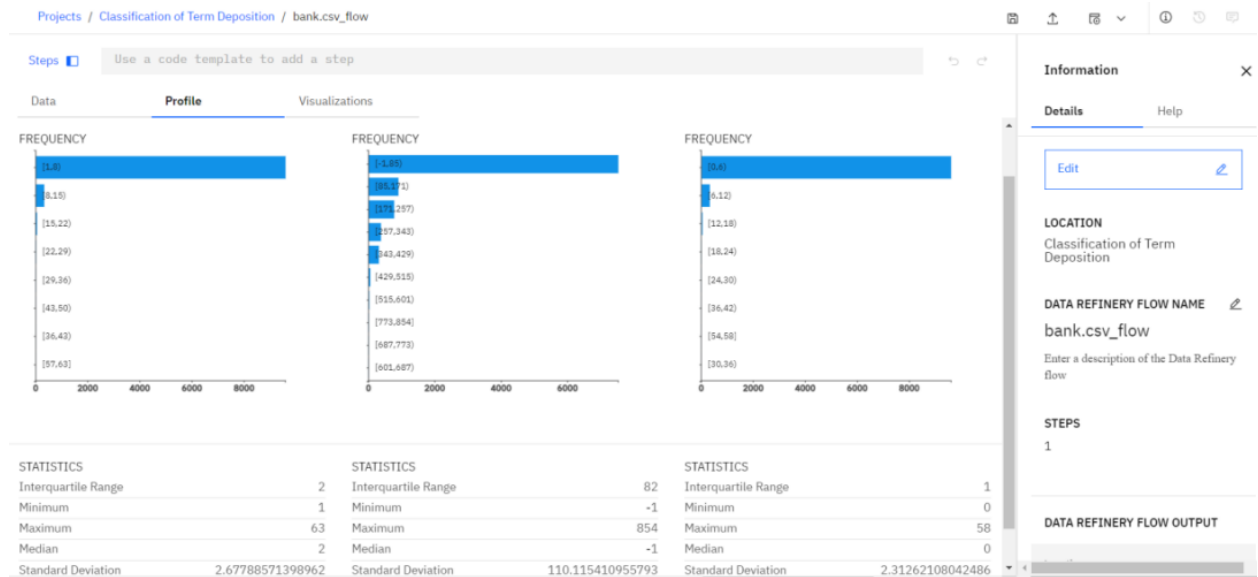 Projects / Classification of Term Deposition / bank.csv_flow
Steps
Use a code template to add a step
Data Profile Visualizations
FREQUENCY
[1,8)
[8,15)
[15,22)
[22,29)
[29,36)
[43,50)
[36,43)
[57,63]
0 2000 4000 6000 8000
FREQUENCY
[-1,85)
[85,171)
[171,257)
[257,343)
[343,429)
[429,515)
[515,601)
[773,854]
[687,773)
[601,687)
0 2000 4000 6000
FREQUENCY
[0,6)
[6,12)
[12,18)
[18,24)
[24,30)
[36,42)
[54,58]
[30,36)
0 2000 4000 6000 8000
STATISTICS
Interquartile Range 2
Minimum 1
Maximum 63
Median 2
Standard Deviation 2.67788571398962
STATISTICS
Interquartile Range 82
Minimum -1
Maximum 854
Median -1
Standard Deviation 110.115410955793
STATISTICS
Interquartile Range 1
Minimum 0
Maximum 58
Median 0
Standard Deviation 2.31262108042486
Information
Details Help
Edit
LOCATION
Classification of Term
Deposition
DATA REFINERY FLOW NAME
bank.csv_flow
Enter a description of the Data Refinery
flow
STEPS
1
DATA REFINERY FLOW OUTPUT